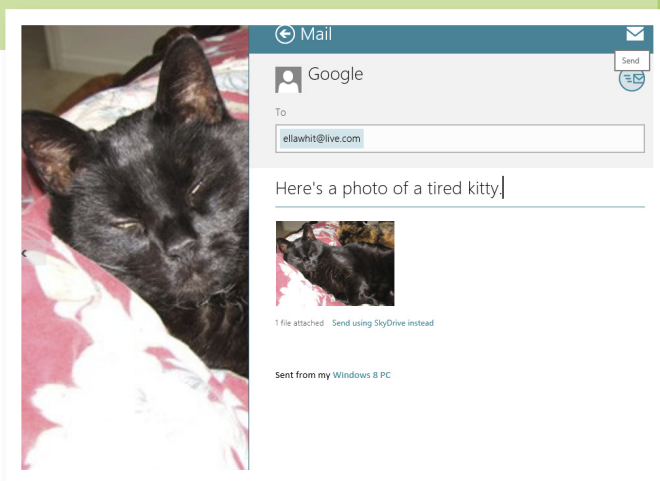 Mail
Send
Google
To
ellawhit@live.com
Here's a photo of a tired kitty.
1 file attached Send using SkyDrive instead
Sent from my Windows 8 PC